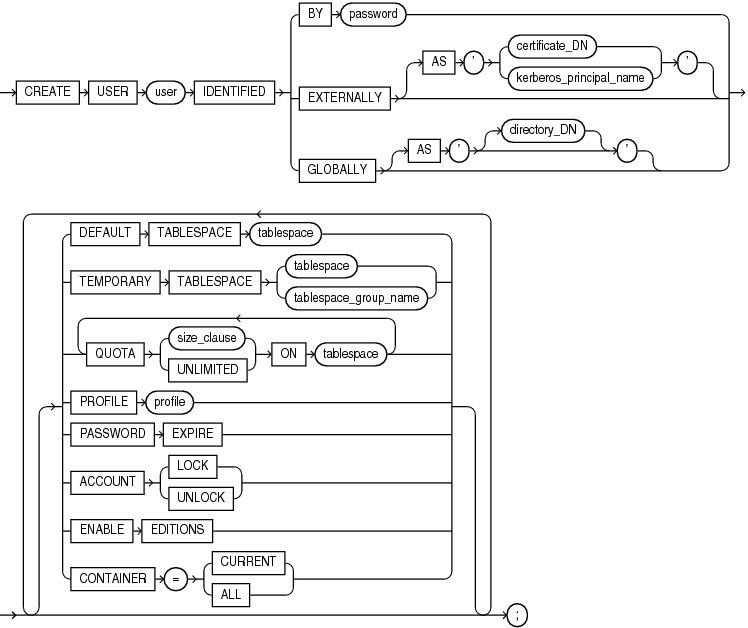 BY password
AS ' certificate_DN '
kerberos_principal_name
CREATE USER user IDENTIFIED EXTERNALLY
directory_DN
GLOBALLY AS ' '
DEFAULT TABLESPACE tablespace
TEMPORARY TABLESPACE tablespace
tablespace_group_name
QUOTA size_clause ON tablespace
UNLIMITED
PROFILE profile
PASSWORD EXPIRE
ACCOUNT LOCK
UNLOCK
ENABLE EDITIONS
CONTAINER = CURRENT
ALL
;